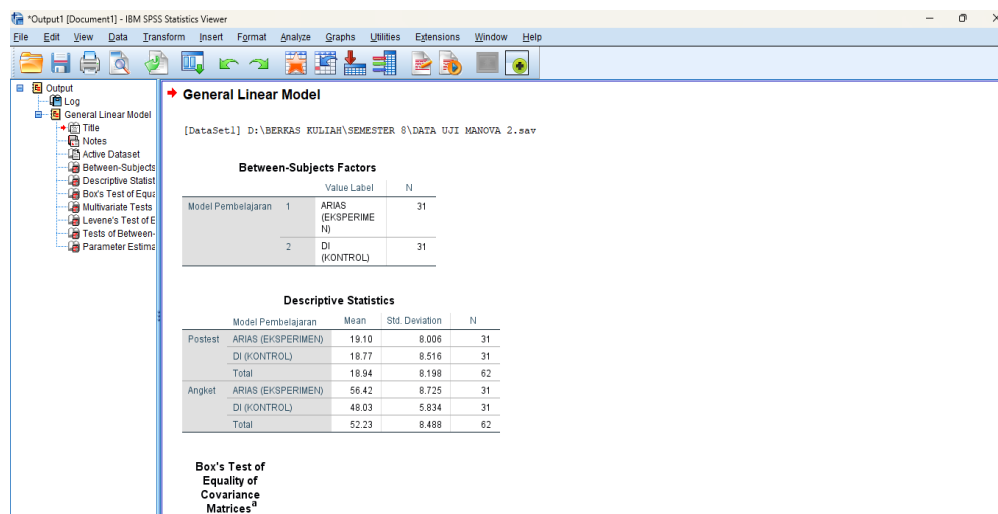 *Output1 [Document1] - IBM SPSS Statistics Viewer
File Edit View Data Transform Insert Format Analyze Graphs Utilities Extensions Window Help
Output
Log
General Linear Model
Title
Notes
Active Dataset
Between-Subjects
Descriptive Statist
Box's Test of Equa
Multivariate Tests
Levene's Test of E
Tests of Between-
Parameter Estima
General Linear Model
[DataSet1] D:\BERKAS KULIAH\SEMESTER 8\DATA UJI MANOVA 2.sav
Between-Subjects Factors
Value Label N
Model Pembelajaran 1 ARIAS 31
(EKSPERIME
N)
2 DI 31
(KONTROL)
Descriptive Statistics
Model Pembelajaran Mean Std. Deviation N
Postest ARIAS (EKSPERIMEN) 19.10 8.006 31
DI (KONTROL) 18.77 8.516 31
Total 18.94 8.198 62
Angket ARIAS (EKSPERIMEN) 56.42 8.725 31
DI (KONTROL) 48.03 5.834 31
Total 52.23 8.488 62
Box's Test of
Equality of
Covariance
Matricesa